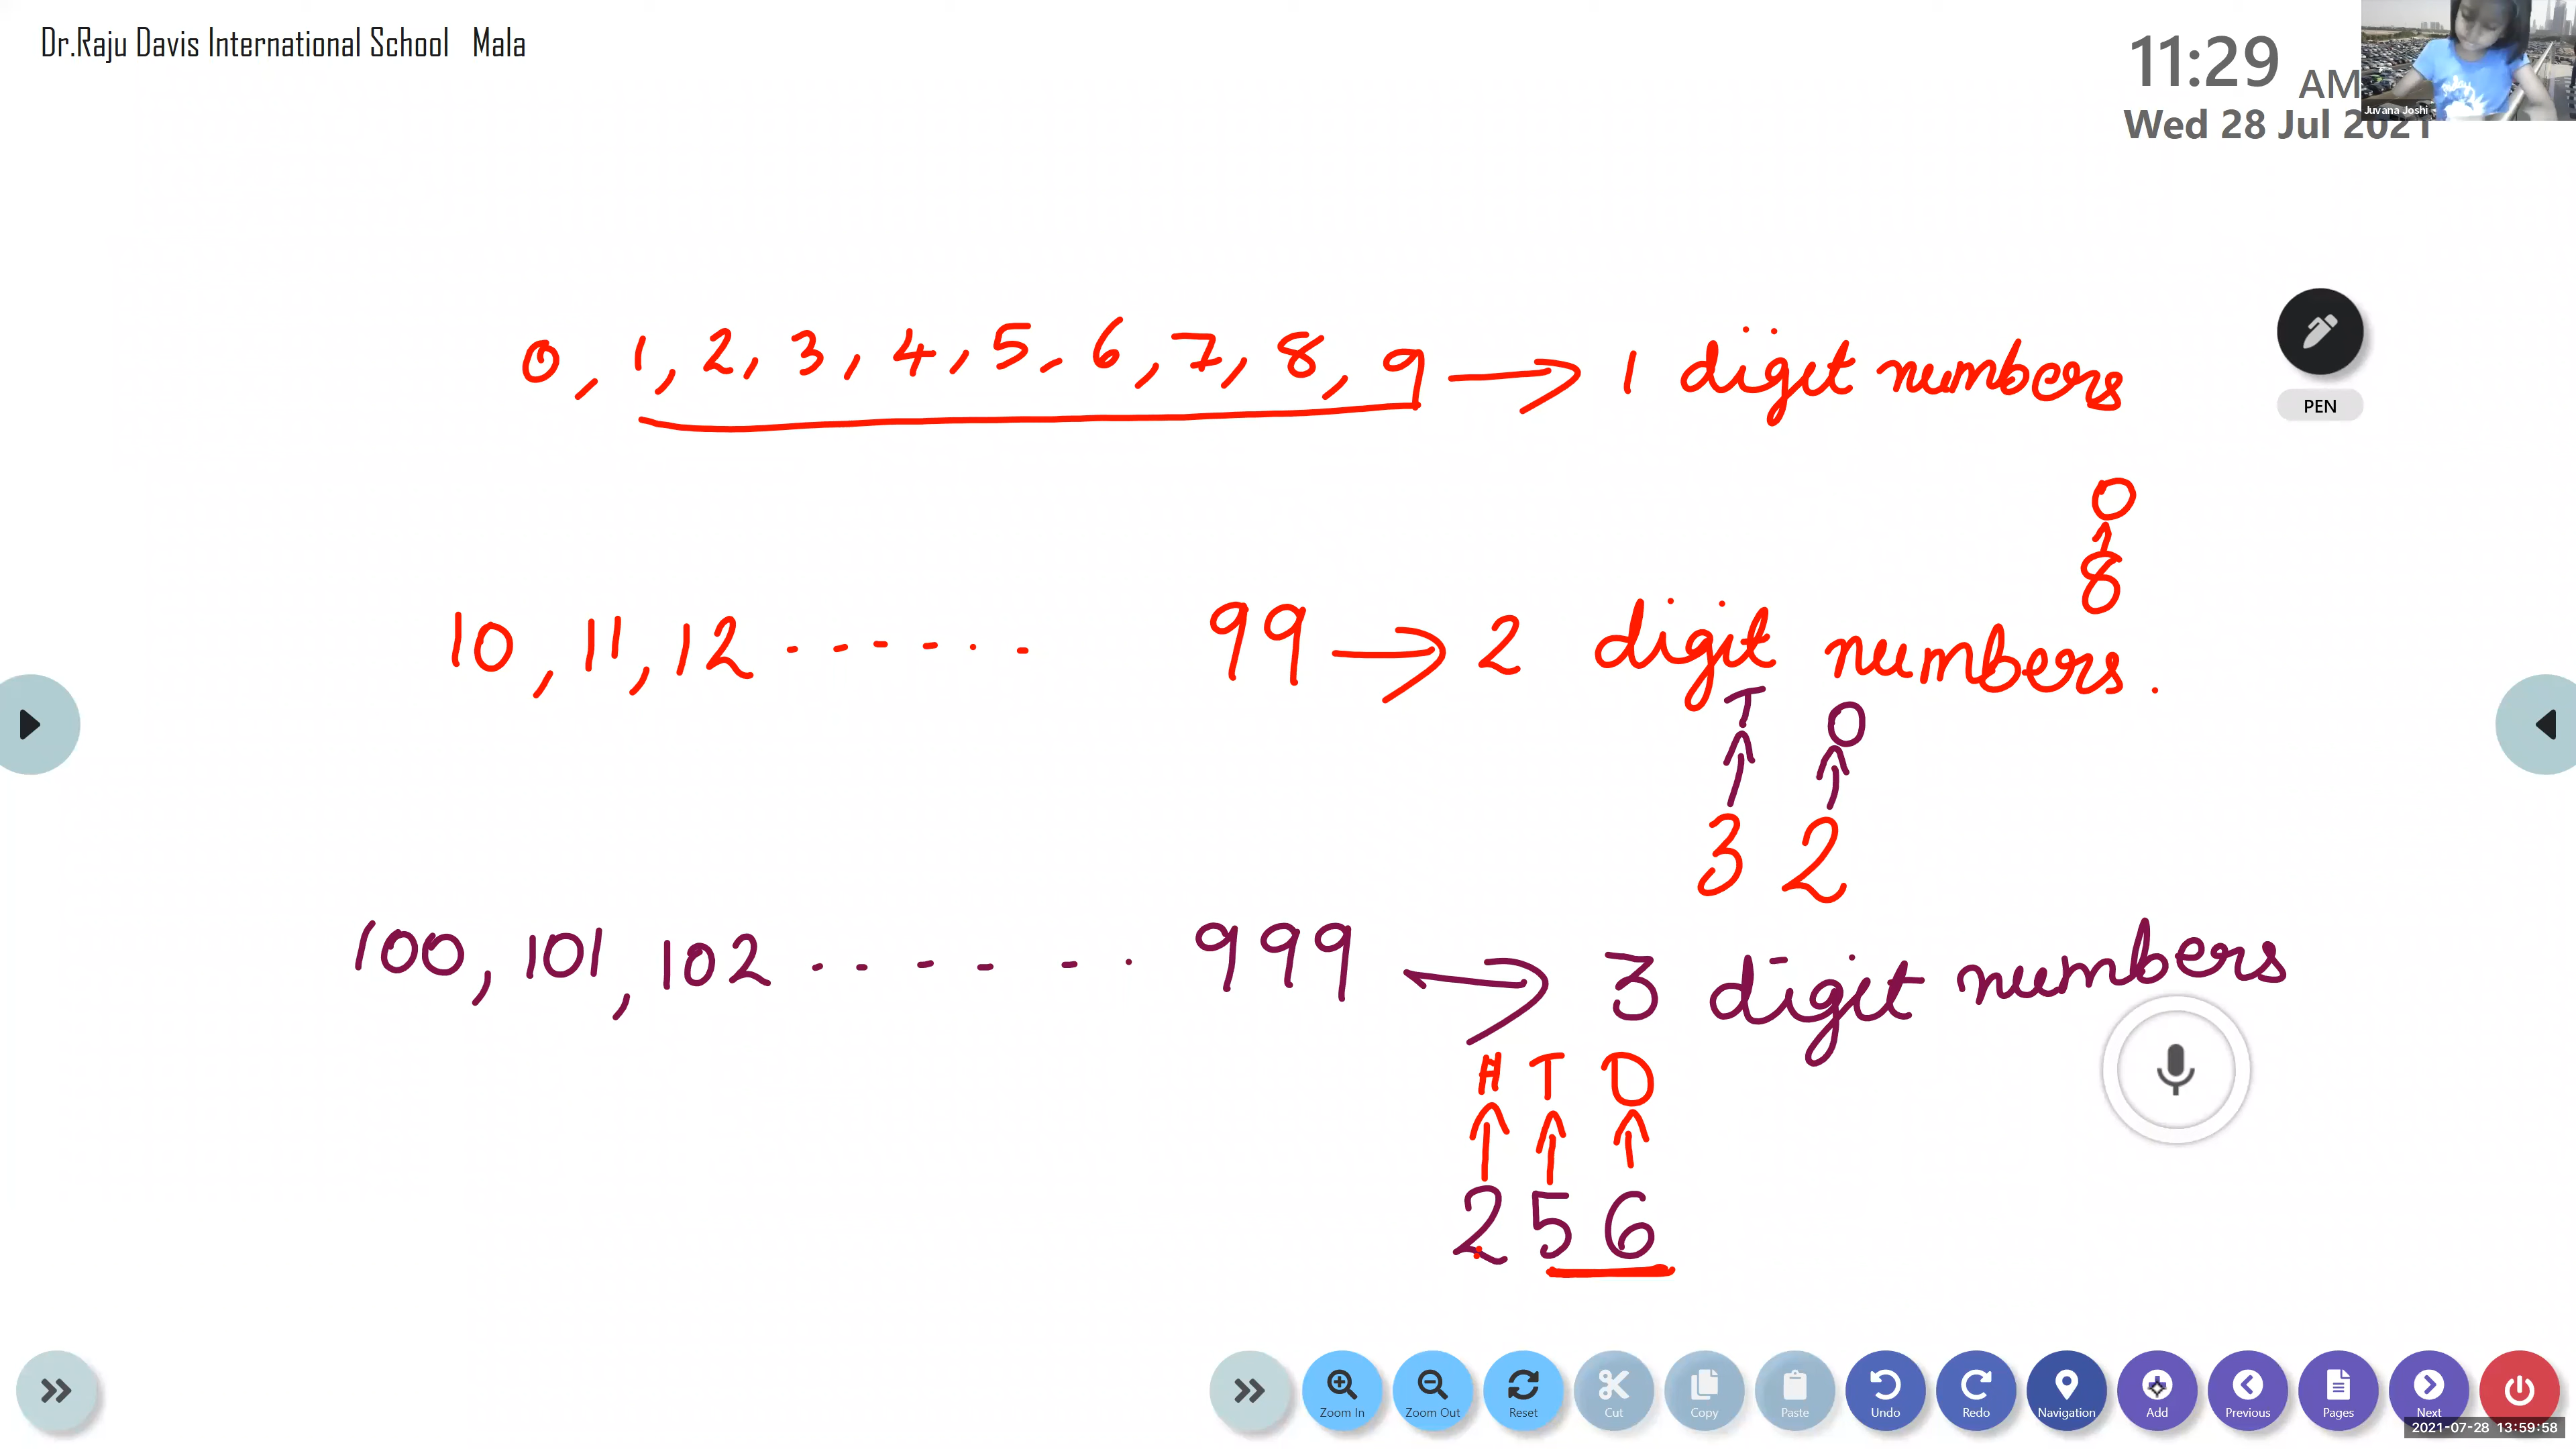 Dr.Raju Davis International School Mala
11:29 AM
Wed 28 Jul 2021
Juvana Joshi
0, 1, 2, 3, 4, 5, 6, 7, 8, 9 → 1 digit numbers
PEN
O
↑
8
10, 11, 12 ------ 99 → 2 digit numbers.
T O
↑ ↑
3 2
100, 101, 102 ------ 999 → 3 digit numbers
H T O
↑ ↑ ↑
2 5 6
Zoom In Zoom Out Reset Cut Copy Paste Undo Redo Navigation Add Previous Pages Next
2021-07-28 13:59:58